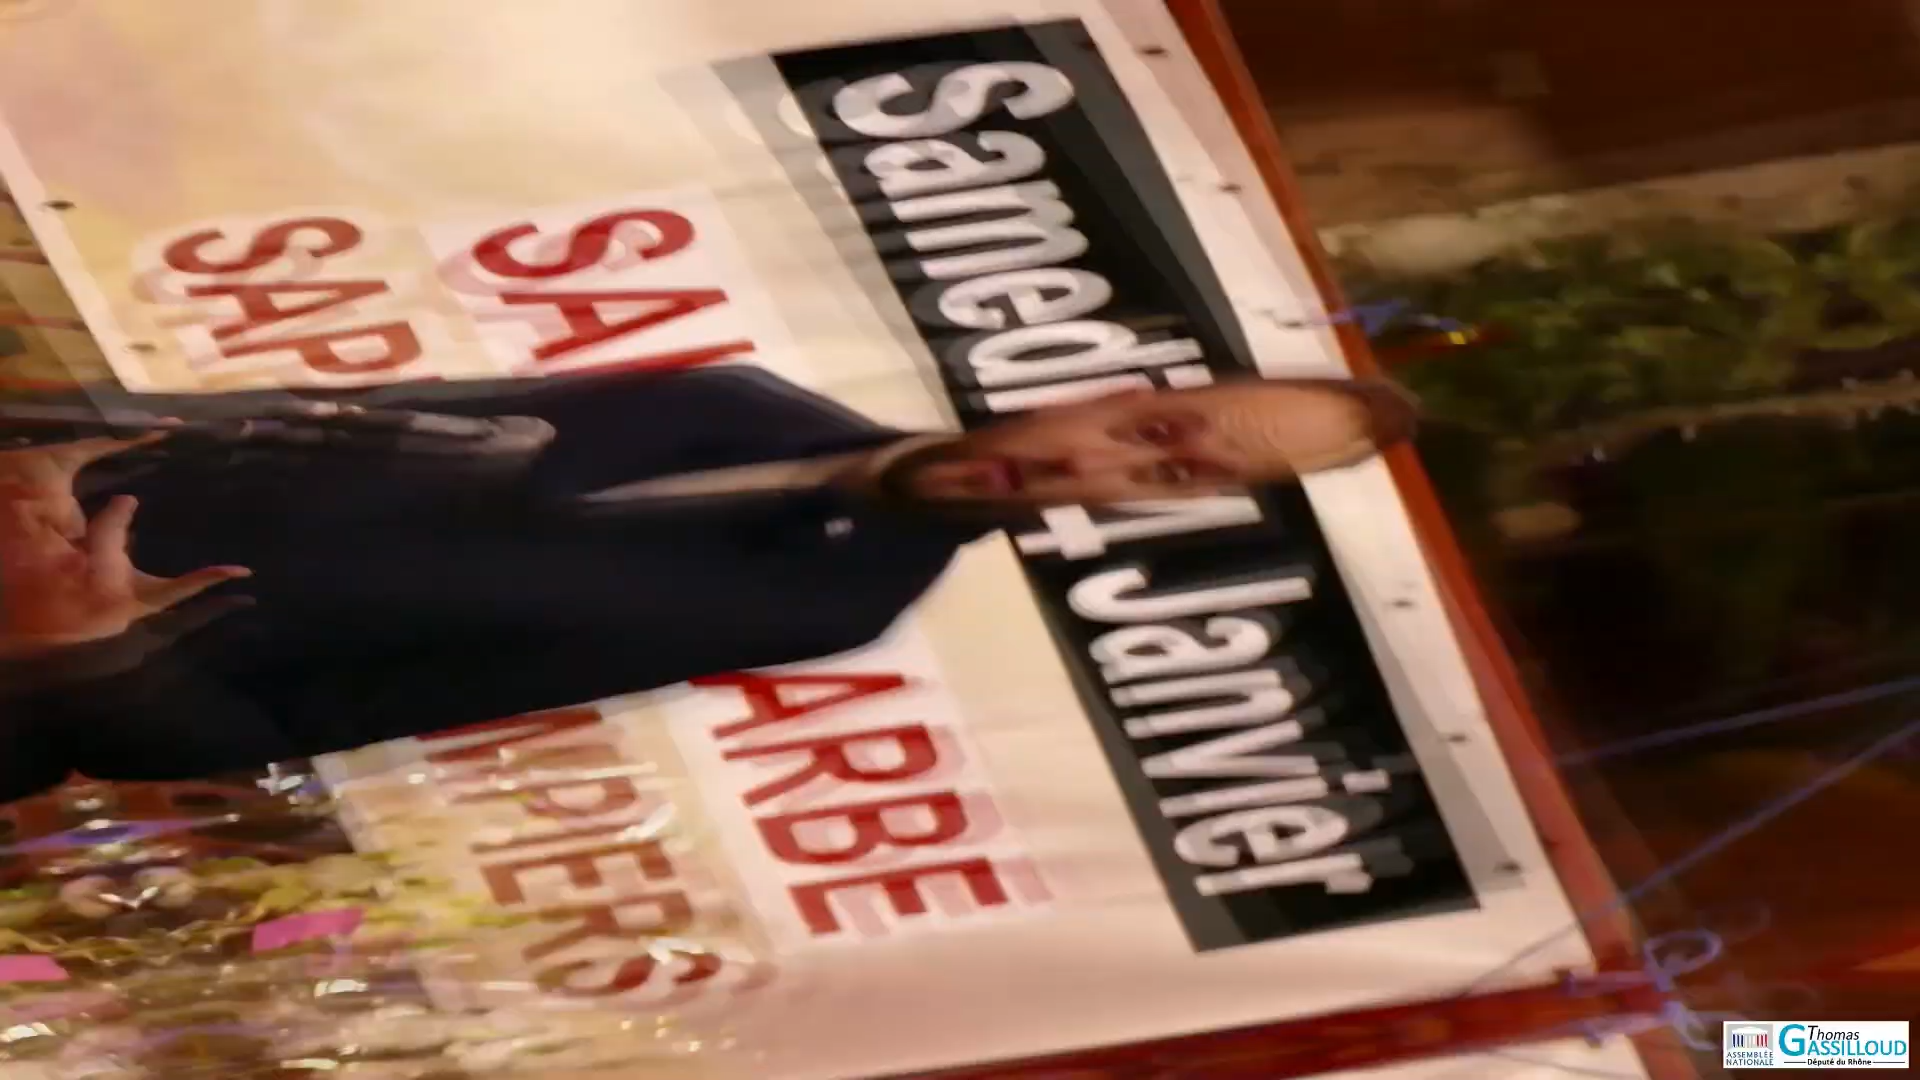 Samedi 4 Janvier
SA ARBE
SAP MPIERS
ASSEMBLÉE
NATIONALE
Thomas
GASSILLOUD
Député du Rhône